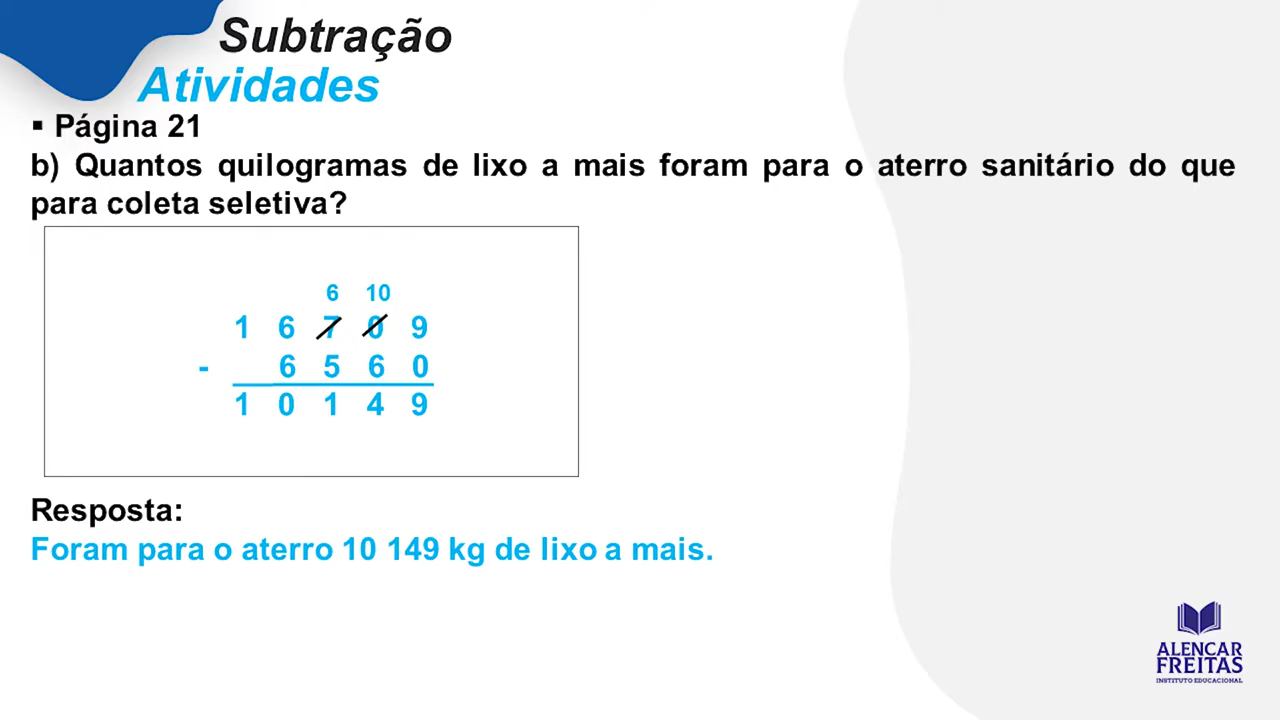 Subtração
Atividades
▪ Página 21
b) Quantos quilogramas de lixo a mais foram para o aterro sanitário do que
para coleta seletiva?
6 10
1 6 7 0 9
- 6 5 6 0
1 0 1 4 9
Resposta:
Foram para o aterro 10 149 kg de lixo a mais.
ALENCAR
FREITAS
INSTITUTO EDUCACIONAL